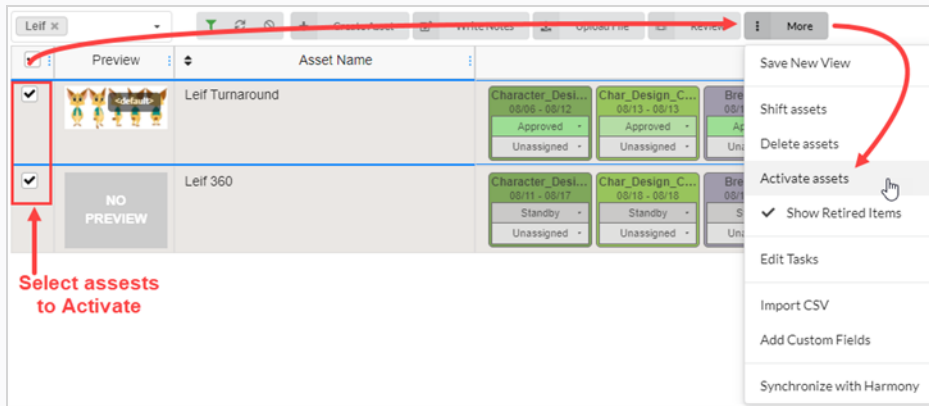 Leif ×
Create Asset
Write Notes
Upload File
Review
More
Preview
Asset Name
Save New View
Shift assets
Delete assets
Activate assets
Show Retired Items
Edit Tasks
Import CSV
Add Custom Fields
Synchronize with Harmony
<default>
Leif Turnaround
Character_Desi...
08/06 - 08/12
Approved
Unassigned
Char_Design_C...
08/13 - 08/13
Approved
Unassigned
Bre
NO
PREVIEW
Leif 360
Character_Desi...
08/11 - 08/17
Standby
Unassigned
Char_Design_C...
08/18 - 08/18
Standby
Unassigned
Bre
Select assests
to Activate